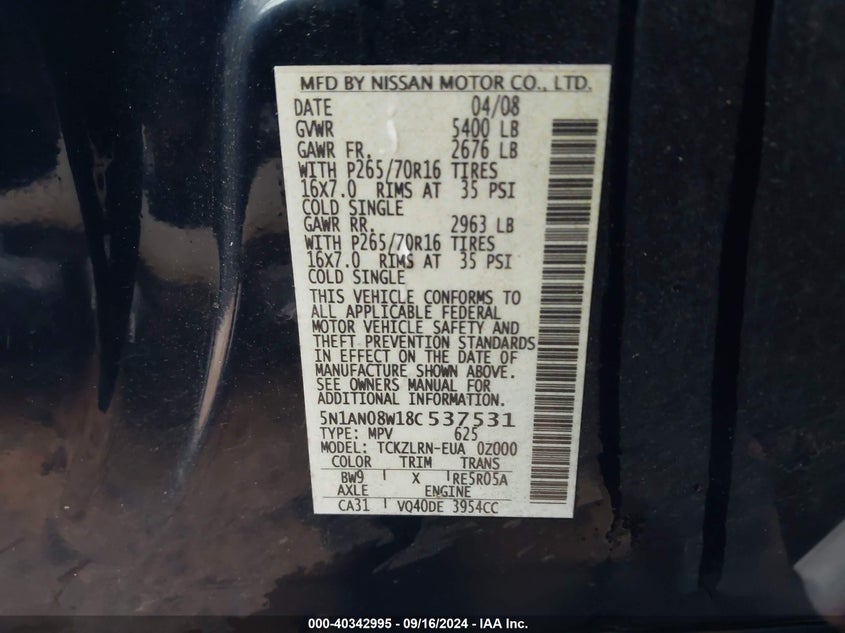 MFD BY NISSAN MOTOR CO., LTD.
DATE 04/08
GVWR 5400 LB
GAWR FR. 2676 LB
WITH P265/70R16 TIRES
16X7.0 RIMS AT 35 PSI
COLD SINGLE
GAWR RR. 2963 LB
WITH P265/70R16 TIRES
16X7.0 RIMS AT 35 PSI
COLD SINGLE
THIS VEHICLE CONFORMS TO
ALL APPLICABLE FEDERAL
MOTOR VEHICLE SAFETY AND
THEFT PREVENTION STANDARDS
IN EFFECT ON THE DATE OF
MANUFACTURE SHOWN ABOVE.
SEE OWNERS MANUAL FOR
ADDITIONAL INFORMATION.
5N1AN08W18C537531
TYPE: MPV 625
MODEL: TCKZLRN-EUA 0Z000
COLOR TRIM TRANS
BW9 X RE5R05A
AXLE ENGINE
CA31 VQ40DE 3954CC
000-40342995 - 09/16/2024 - IAA Inc.